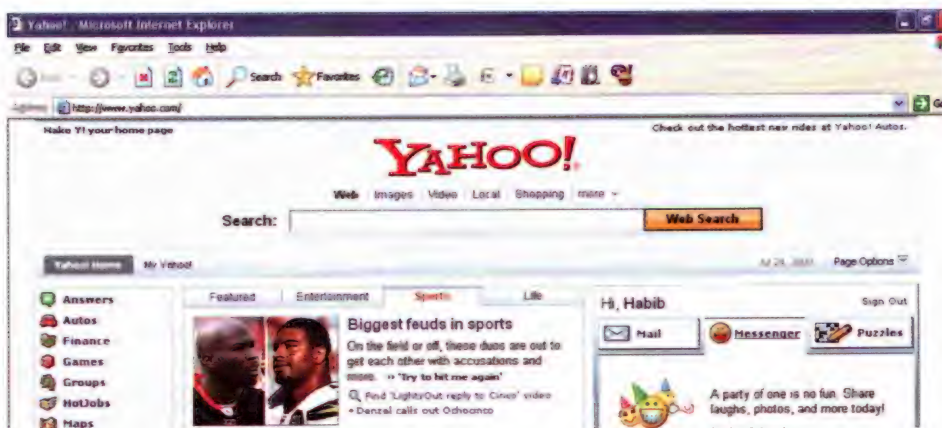 Yahoo! - Microsoft Internet Explorer
File Edit View Favorites Tools Help
Search Favorites
http://www.yahoo.com/
Make Y! your home page
Check out the hottest new rides at Yahoo! Autos.
YAHOO!
Web Images Video Local Shopping more
Search:
Web Search
Yahoo! Home My Yahoo!
Page Options
Answers
Autos
Finance
Games
Groups
HotJobs
Maps
Featured Entertainment Sports Life
Biggest feuds in sports
On the field or off, these duos are out to
get each other with accusations and
more. » 'Try to hit me again'
Find 'LightsOut reply to Cinco' video
• Denzel calls out Ochocinco
Hi, Habib
Sign Out
Mail Messenger Puzzles
A party of one is no fun. Share
laughs, photos, and more today!